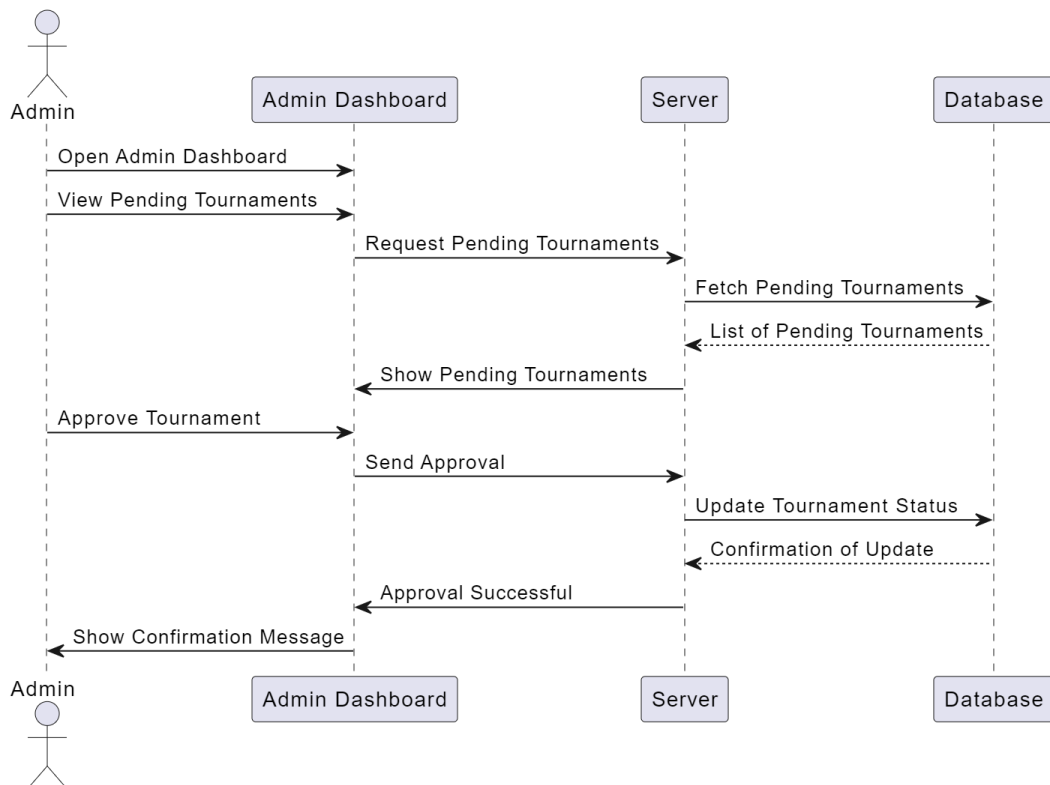 Admin
Admin Dashboard
Server
Database
Open Admin Dashboard
View Pending Tournaments
Request Pending Tournaments
Fetch Pending Tournaments
List of Pending Tournaments
Show Pending Tournaments
Approve Tournament
Send Approval
Update Tournament Status
Confirmation of Update
Approval Successful
Show Confirmation Message
Admin
Admin Dashboard
Server
Database